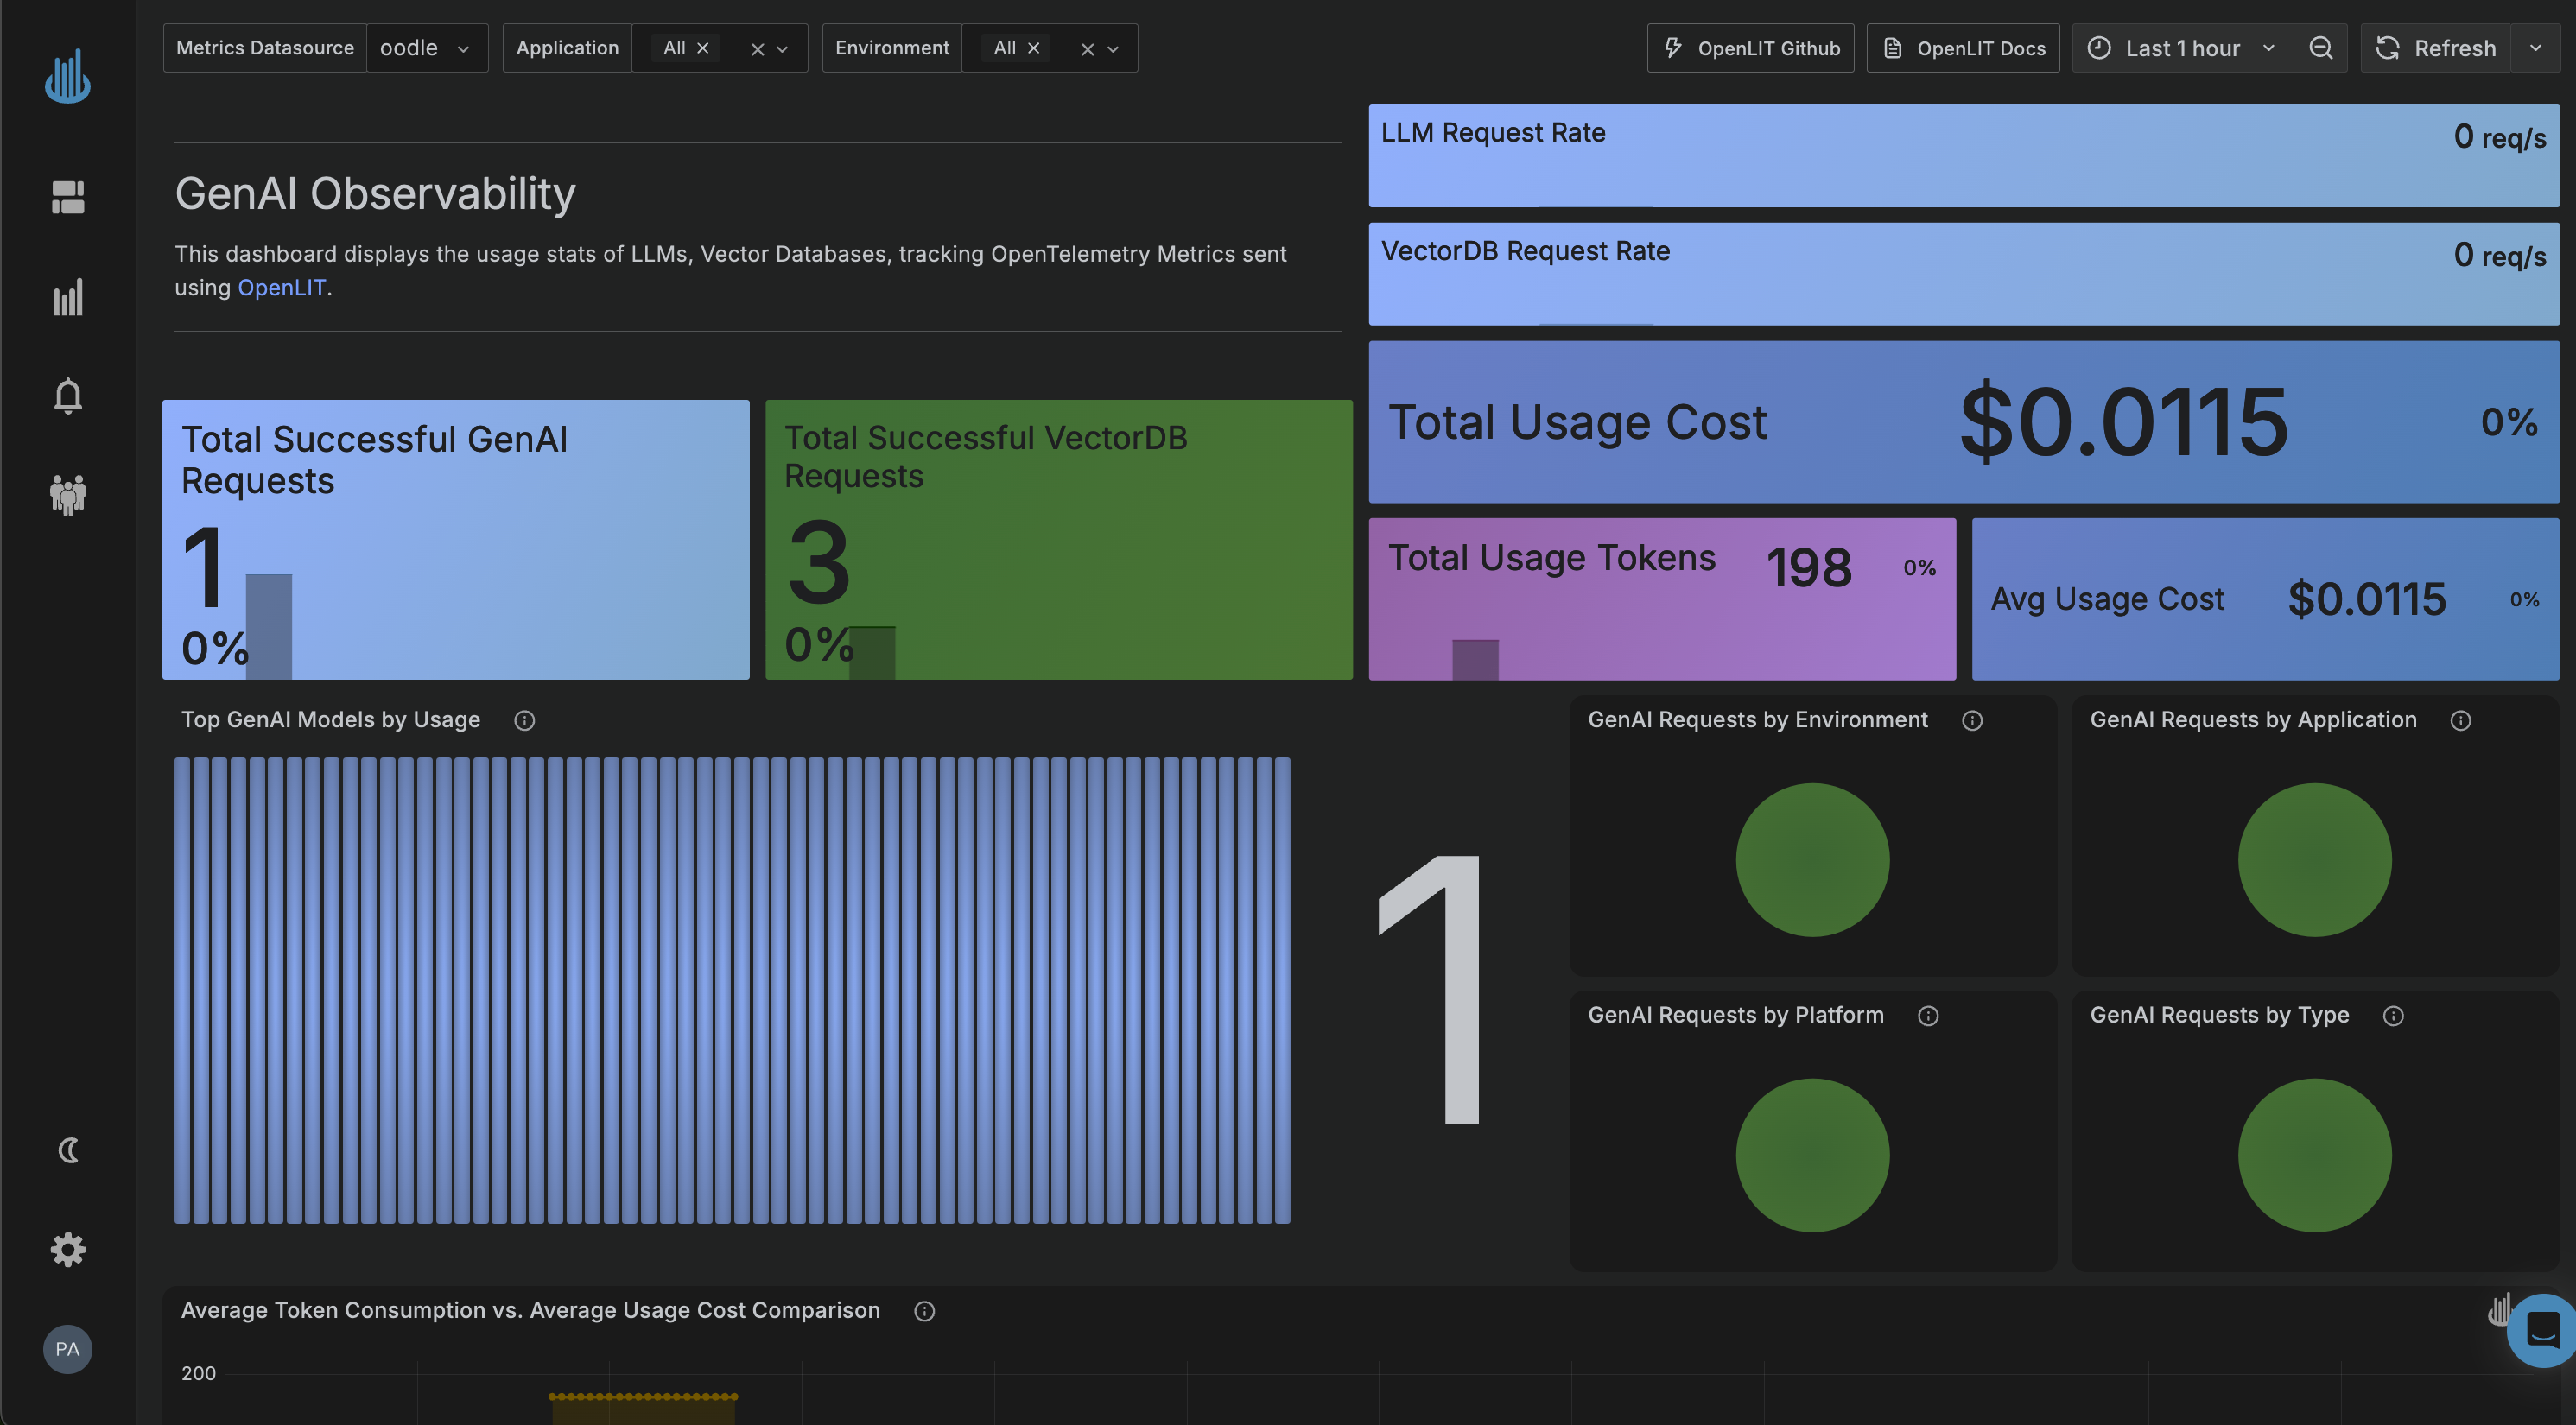 Metrics Datasource
oodle
Application
All
Environment
All
OpenLIT Github
OpenLIT Docs
Last 1 hour
Refresh
GenAI Observability
This dashboard displays the usage stats of LLMs, Vector Databases, tracking OpenTelemetry Metrics sent
using OpenLIT.
LLM Request Rate
0 req/s
VectorDB Request Rate
0 req/s
Total Usage Cost
$0.0115
0%
Total Successful GenAI
Requests
1
0%
Total Successful VectorDB
Requests
3
0%
Total Usage Tokens
198
0%
Avg Usage Cost
$0.0115
0%
Top GenAI Models by Usage
1
GenAI Requests by Environment
GenAI Requests by Application
GenAI Requests by Platform
GenAI Requests by Type
Average Token Consumption vs. Average Usage Cost Comparison
200
PA